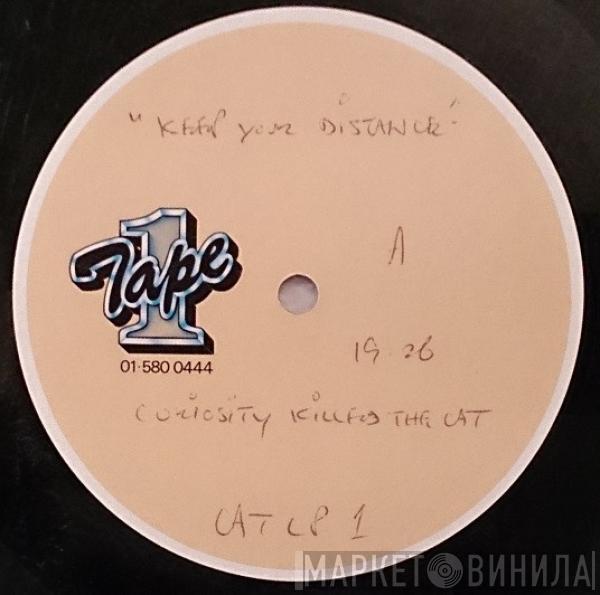 "KEEP YOUR DISTANCE"
Tape 1
A
01-580 0444
19.26
CURIOSITY KILLED THE CAT
CAT LP 1
МАРКЕТ ВИНИЛА